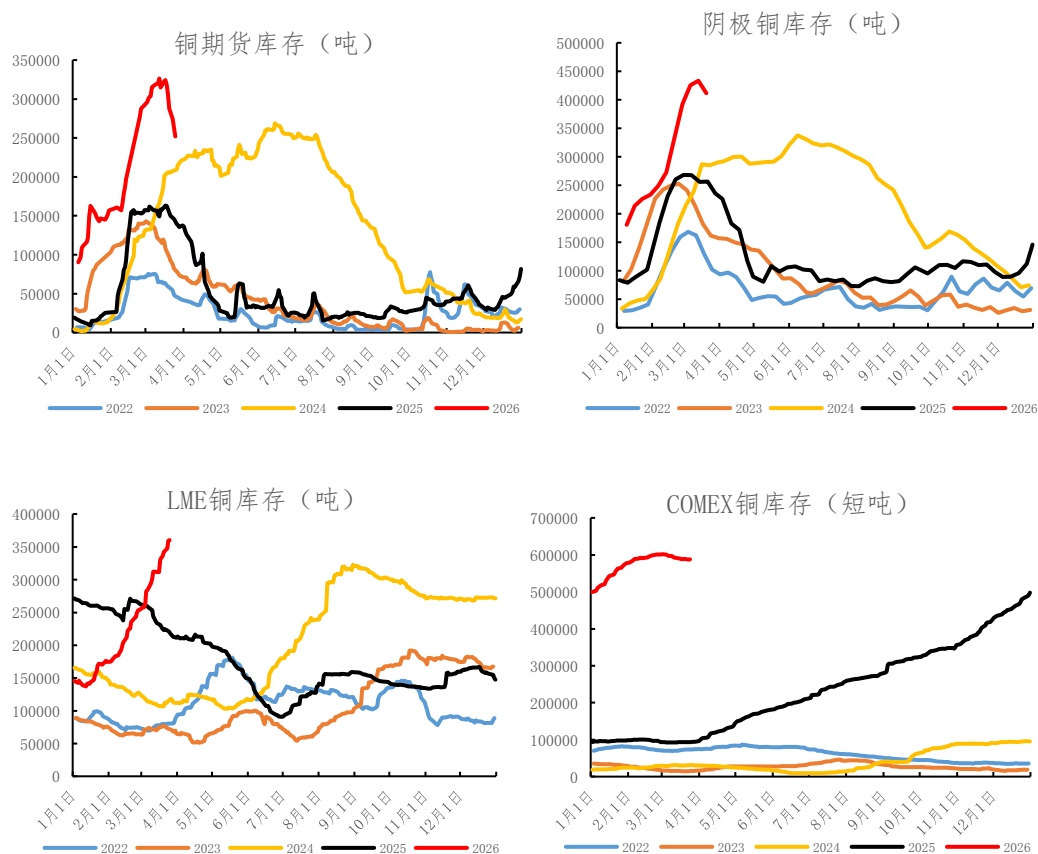 铜期货库存（吨）
350000
300000
250000
200000
150000
100000
50000
0
1月1日
2月1日
3月1日
4月1日
5月1日
6月1日
7月1日
8月1日
9月1日
10月1日
11月1日
12月1日
2022 2023 2024 2025 2026
阴极铜库存（吨）
500000
450000
400000
350000
300000
250000
200000
150000
100000
50000
0
1月1日
2月1日
3月1日
4月1日
5月1日
6月1日
7月1日
8月1日
9月1日
10月1日
11月1日
12月1日
2022 2023 2024 2025 2026
LME铜库存（吨）
400000
350000
300000
250000
200000
150000
100000
50000
0
1月1日
2月1日
3月1日
4月1日
5月1日
6月1日
7月1日
8月1日
9月1日
10月1日
11月1日
12月1日
2022 2023 2024 2025 2026
COMEX铜库存（短吨）
700000
600000
500000
400000
300000
200000
100000
0
1月1日
2月1日
3月1日
4月1日
5月1日
6月1日
7月1日
8月1日
9月1日
10月1日
11月1日
12月1日
2022 2023 2024 2025 2026